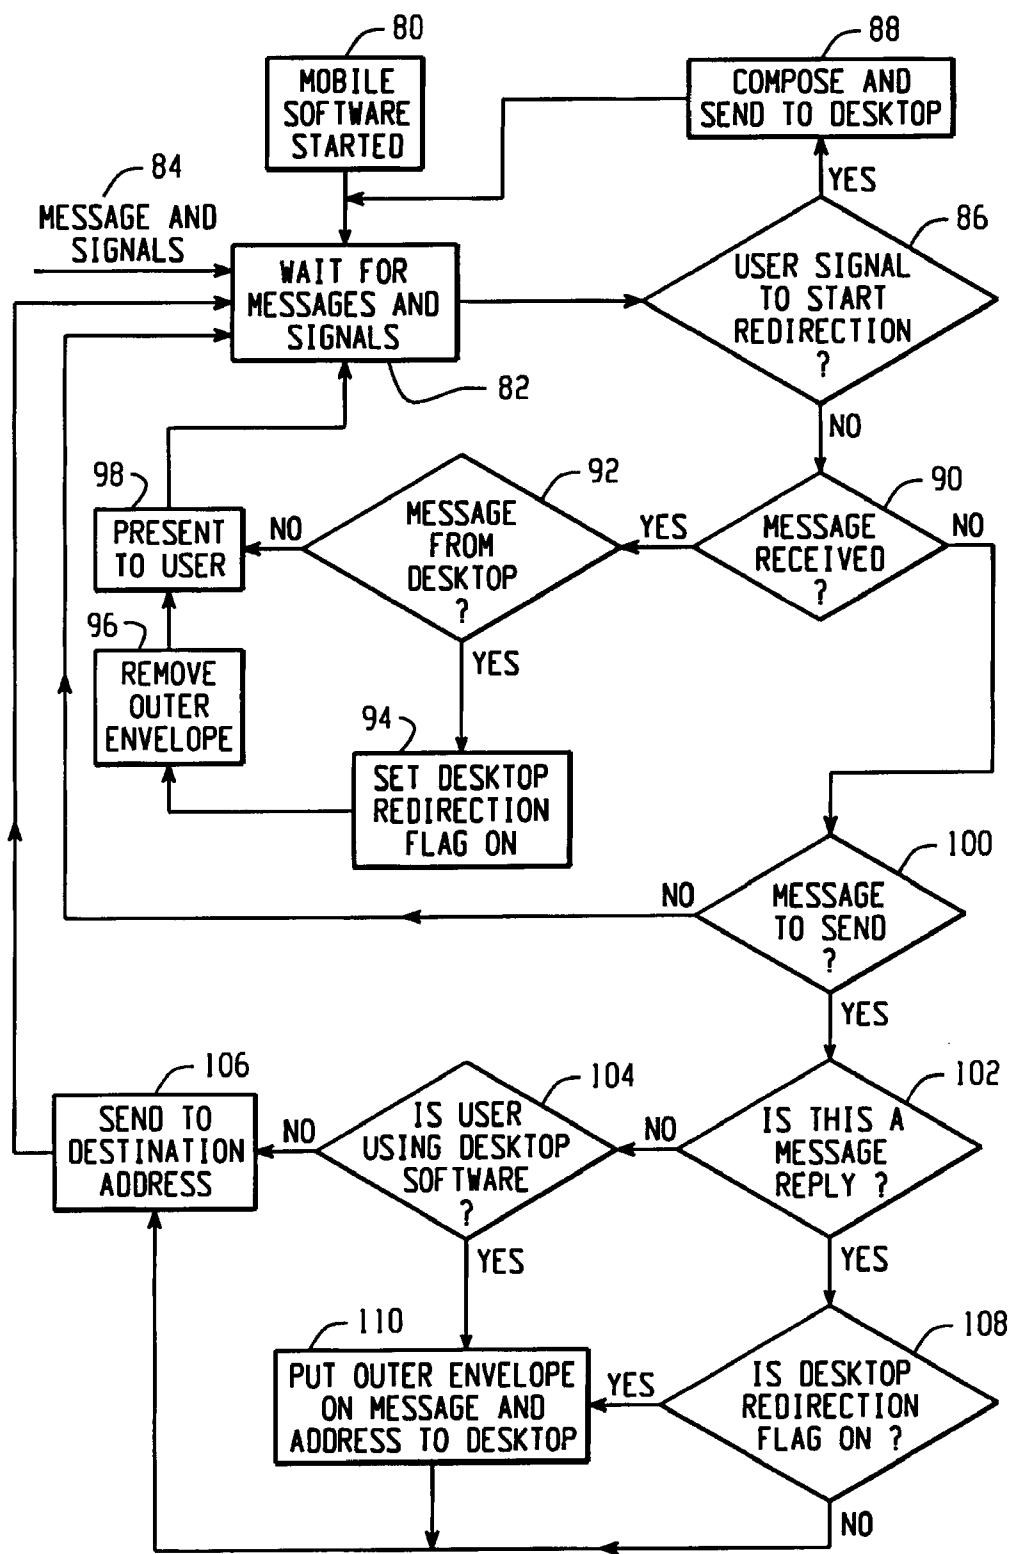 80
MOBILE
SOFTWARE
STARTED
88
COMPOSE AND
SEND TO DESKTOP
YES
84
MESSAGE AND
SIGNALS
WAIT FOR
MESSAGES AND
SIGNALS
82
86
USER SIGNAL
TO START
REDIRECTION
?
NO
98
PRESENT
TO USER
NO
92
MESSAGE
FROM
DESKTOP
?
YES
90
MESSAGE
RECEIVED
?
NO
96
REMOVE
OUTER
ENVELOPE
YES
94
SET DESKTOP
REDIRECTION
FLAG ON
100
NO
MESSAGE
TO SEND
?
YES
106
SEND TO
DESTINATION
ADDRESS
NO
104
IS USER
USING DESKTOP
SOFTWARE
?
NO
102
IS THIS A
MESSAGE
REPLY ?
YES
YES
110
PUT OUTER ENVELOPE
ON MESSAGE AND
ADDRESS TO DESKTOP
YES
108
IS DESKTOP
REDIRECTION
FLAG ON ?
NO